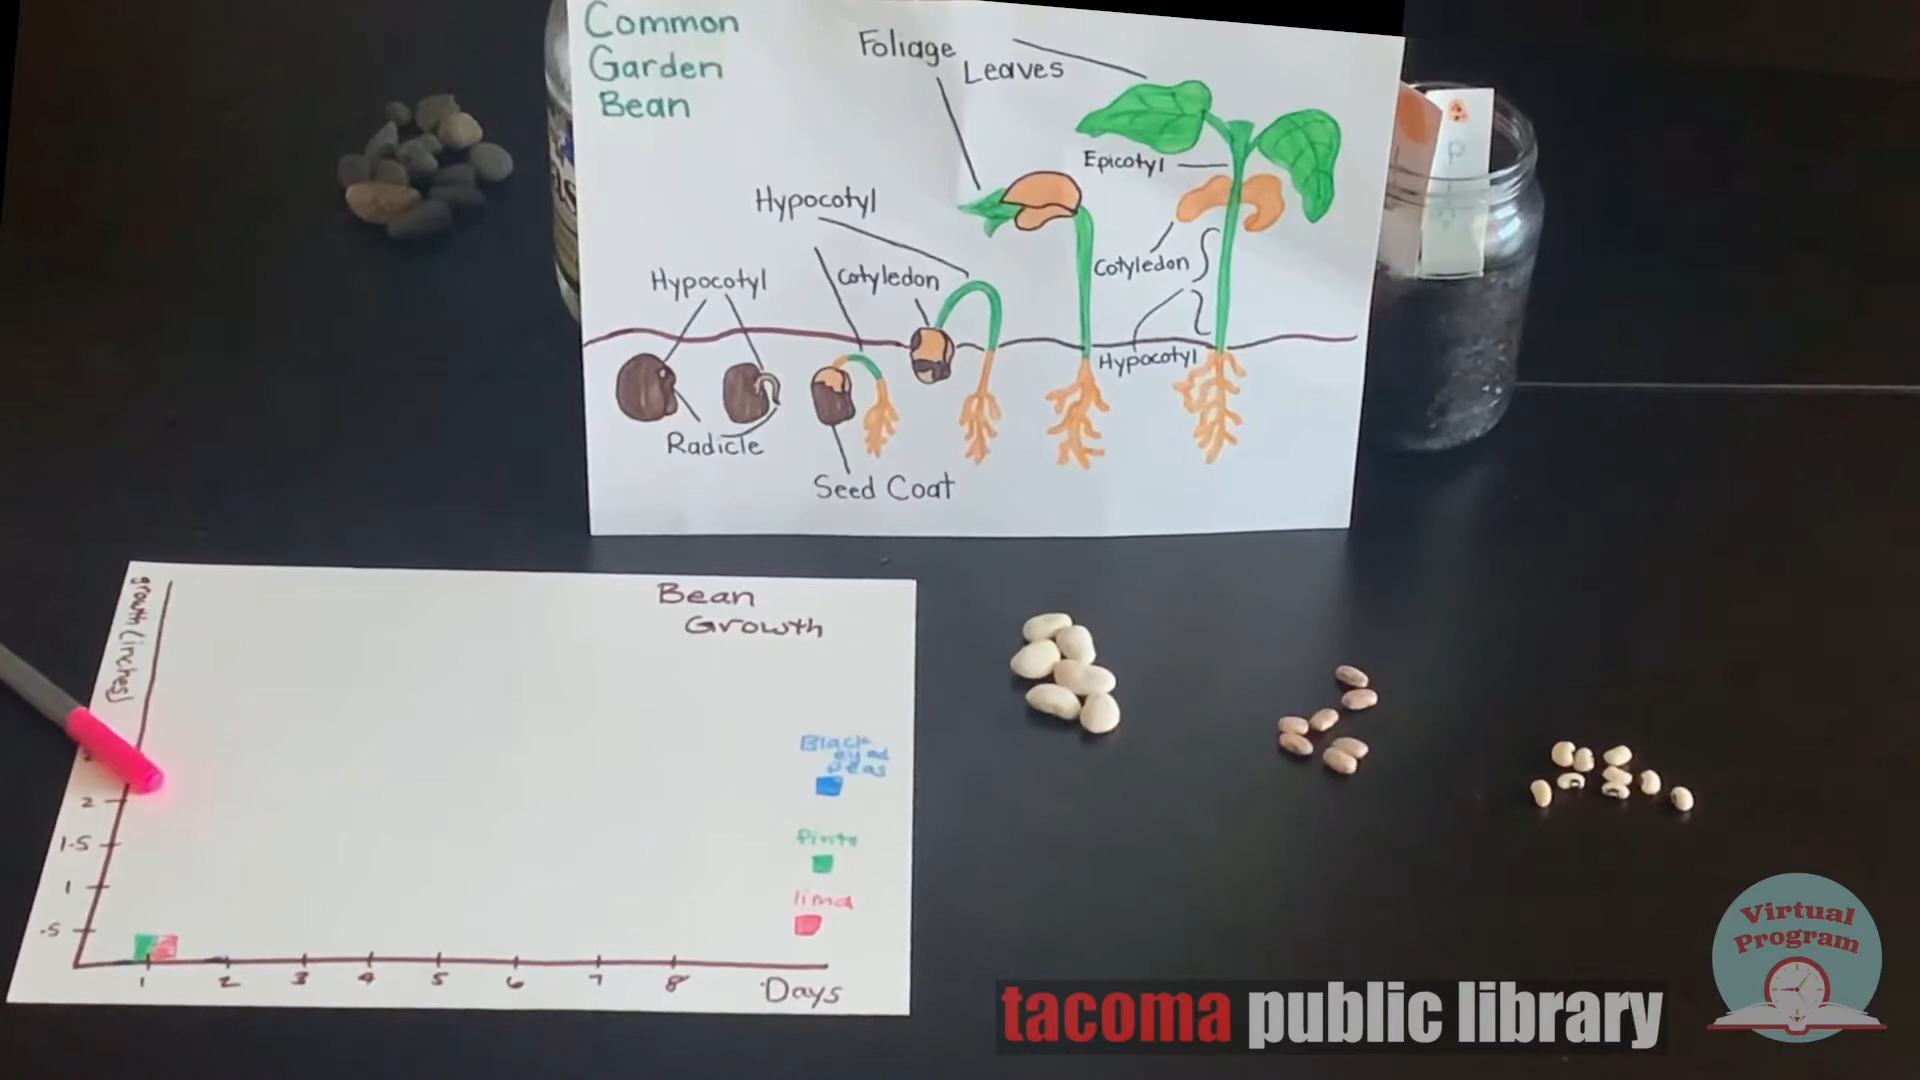 Common
Garden
Bean
Foliage
Leaves
Epicotyl
Hypocotyl
Hypocotyl
Cotyledon
Cotyledon
Hypocotyl
Radicle
Seed Coat
P
Bean
Growth
growth (inches)
Black
eyed
peas
pinto
lima
2
1.5
1
.5
1 2 3 4 5 6 7 8 Days
Virtual
Program
tacoma public library